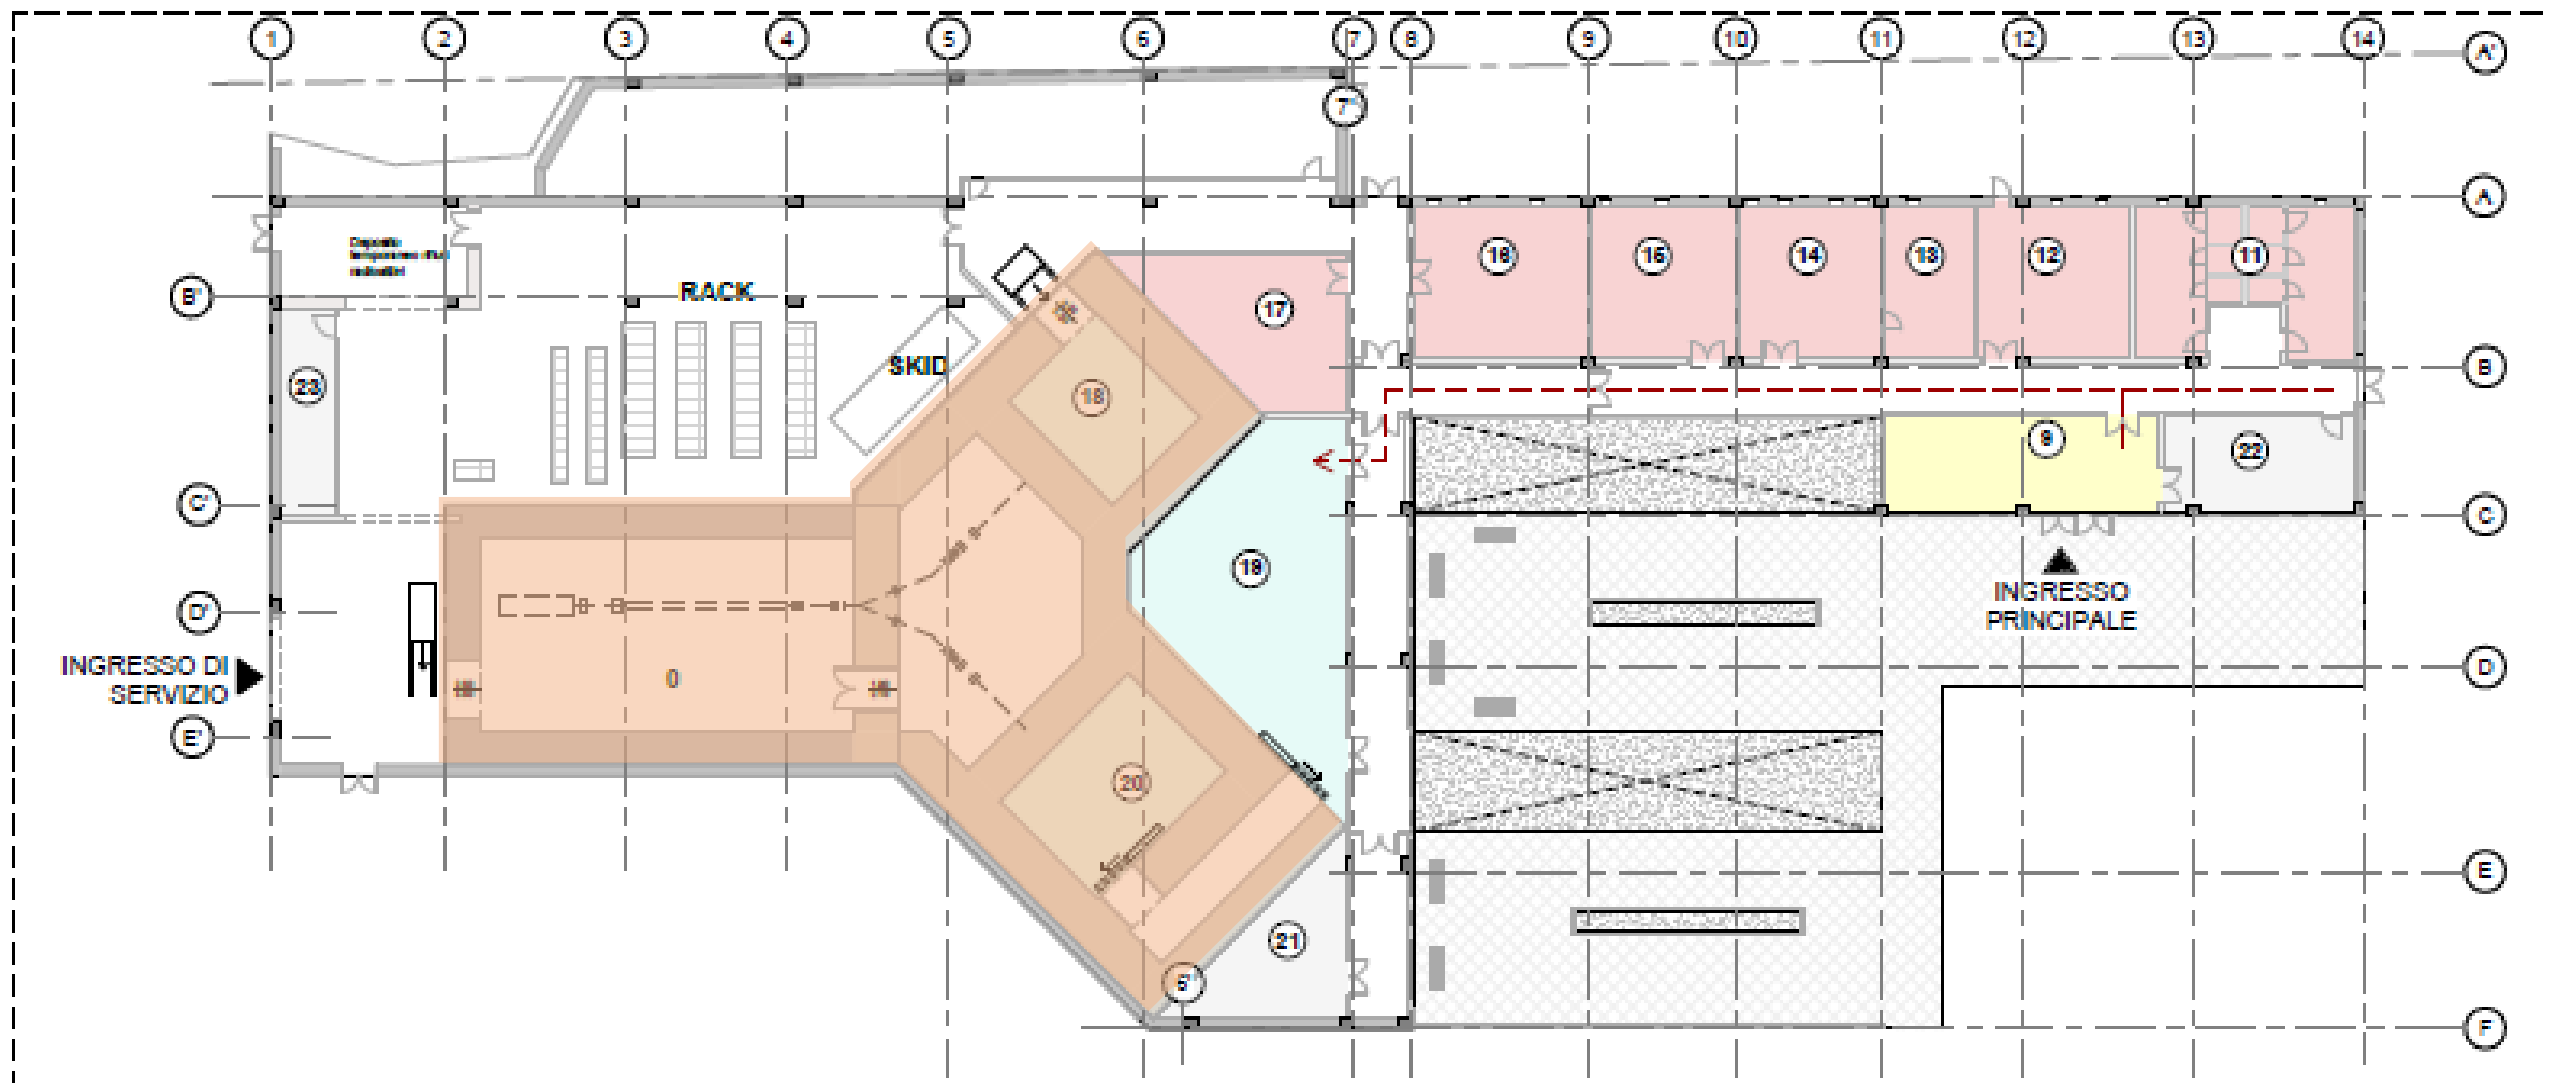 1 2 3 4 5 6 7 8 9 10 11 12 13 14
A'
7'
A
16 15 14 13 12 11
B'
RACK
17
SKID
B
23
18
9
22
C'
C
19
D'
INGRESSO
PRINCIPALE
INGRESSO DI
SERVIZIO
D
0
E'
20
E
21
6'
F